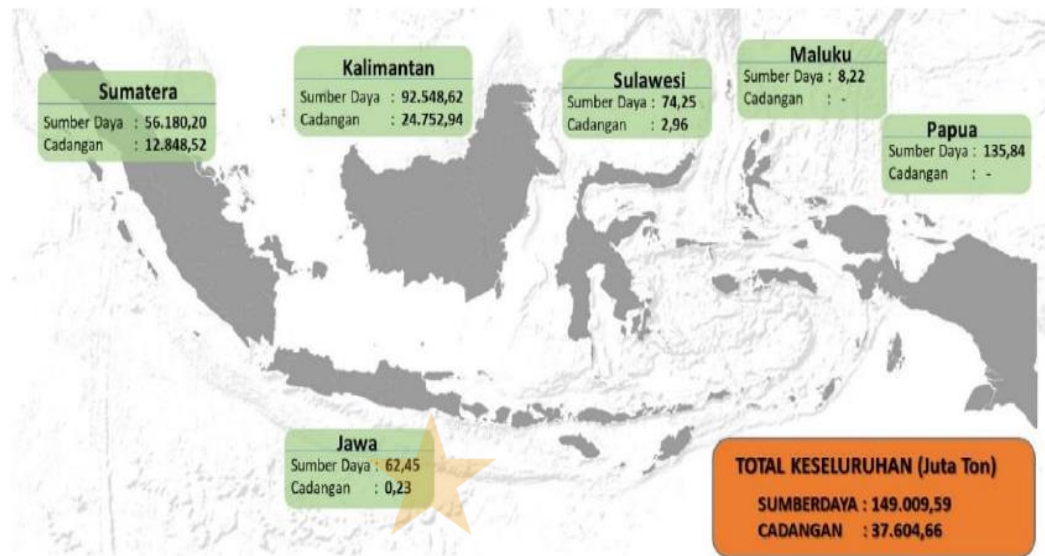 Sumatera
Sumber Daya : 56.180,20
Cadangan : 12.848,52
Kalimantan
Sumber Daya : 92.548,62
Cadangan : 24.752,94
Sulawesi
Sumber Daya : 74,25
Cadangan : 2,96
Maluku
Sumber Daya : 8,22
Cadangan : -
Papua
Sumber Daya : 135,84
Cadangan : -
Jawa
Sumber Daya : 62,45
Cadangan : 0,23
TOTAL KESELURUHAN (Juta Ton)
SUMBERDAYA : 149.009,59
CADANGAN : 37.604,66